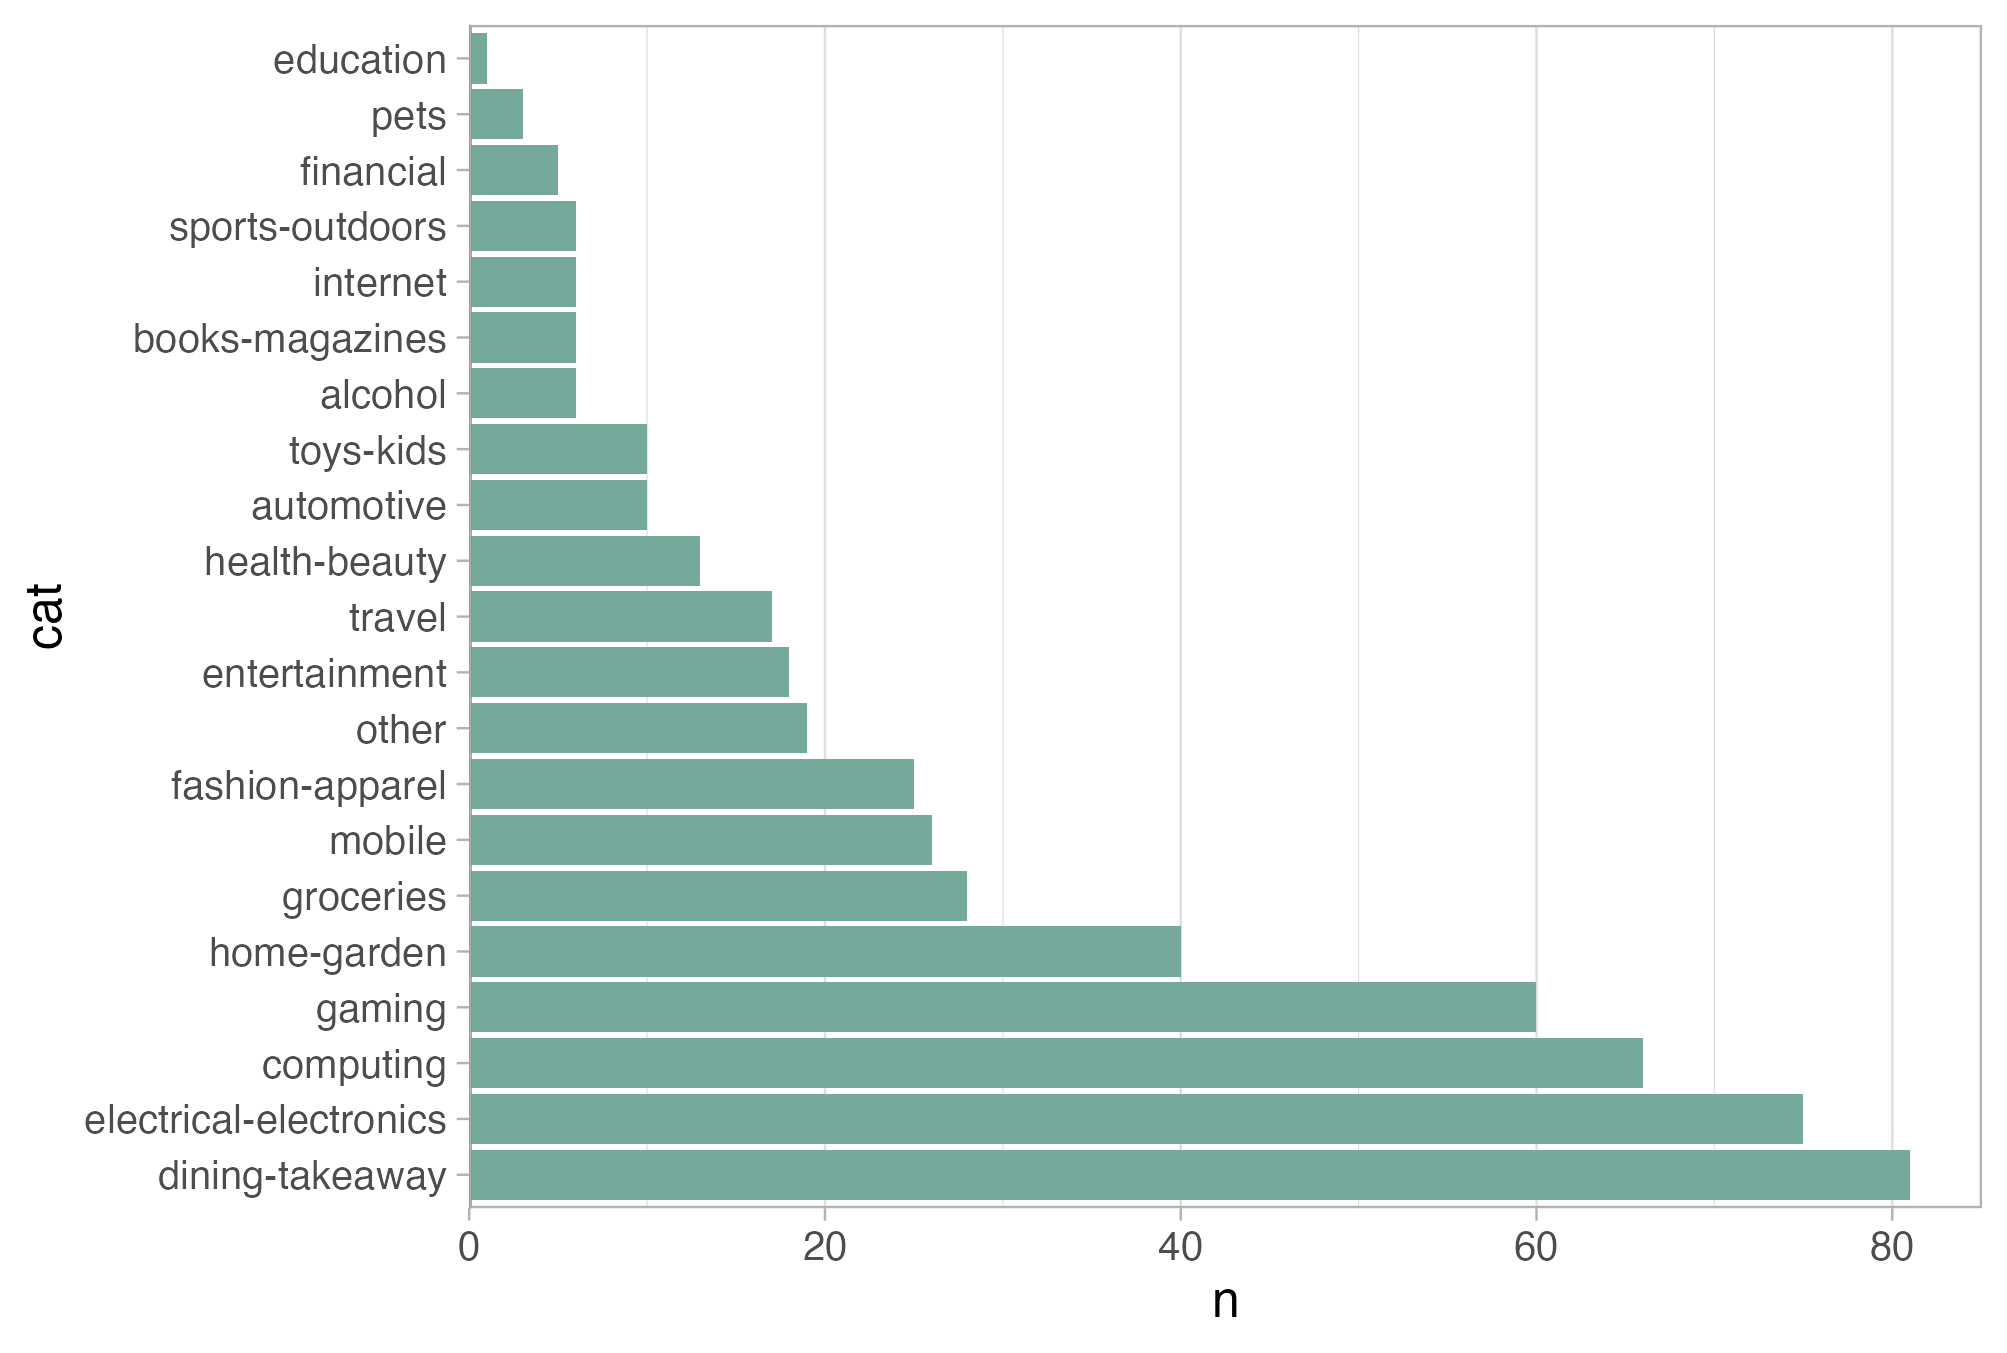 education
pets
financial
sports-outdoors
internet
books-magazines
alcohol
toys-kids
automotive
health-beauty
travel
entertainment
other
fashion-apparel
mobile
groceries
home-garden
gaming
computing
electrical-electronics
dining-takeaway
cat
0 20 40 60 80
n